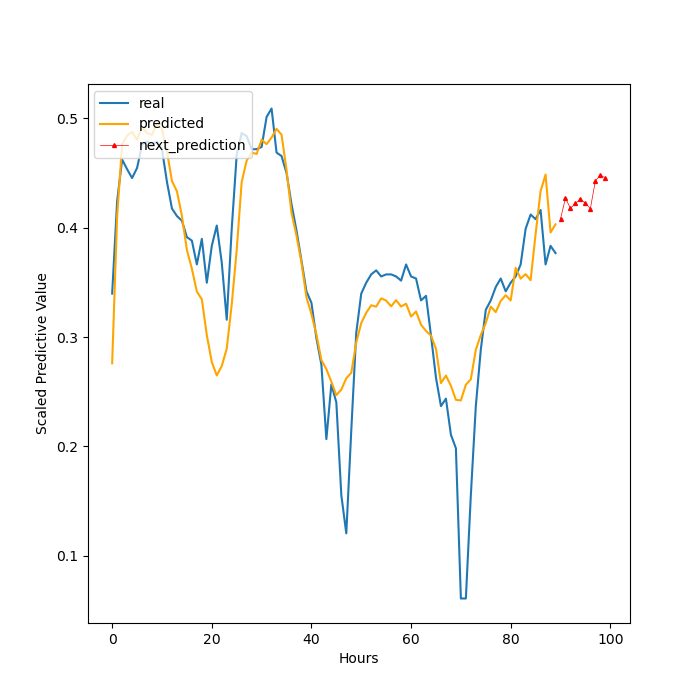 real
predicted
next_prediction
0.5
0.4
0.3
0.2
0.1
Scaled Predictive Value
0 20 40 60 80 100
Hours